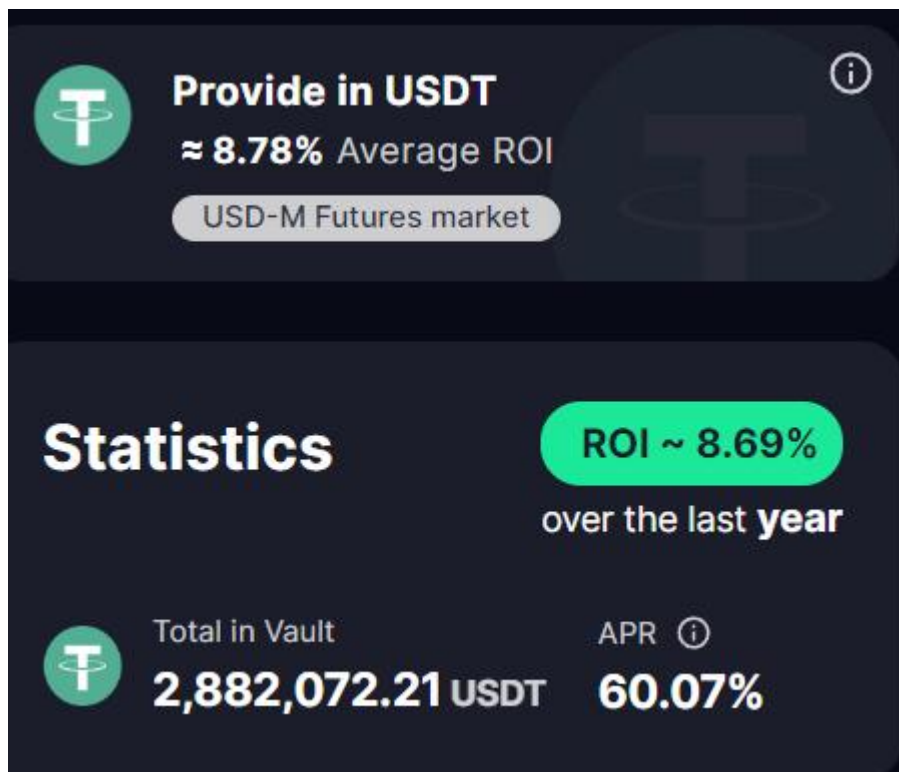 Provide in USDT
≈ 8.78% Average ROI
USD-M Futures market
Statistics
ROI ~ 8.69%
over the last year
Total in Vault
APR
2,882,072.21 USDT
60.07%